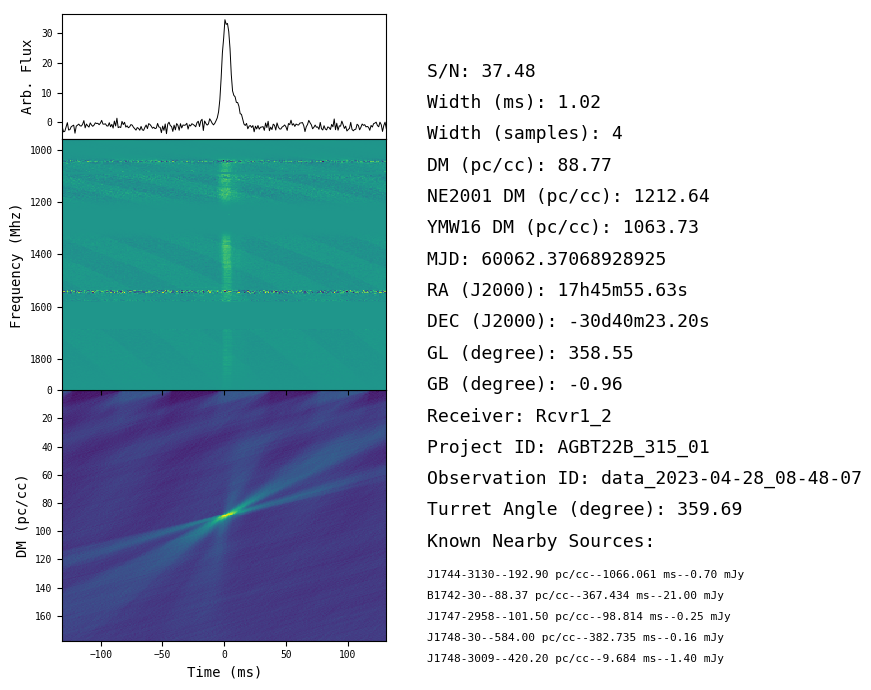 30
20
10
0
Arb. Flux
1000
1200
1400
1600
1800
Frequency (Mhz)
0
20
40
60
80
100
120
140
160
DM (pc/cc)
−100
−50
0
50
100
Time (ms)
S/N: 37.48
Width (ms): 1.02
Width (samples): 4
DM (pc/cc): 88.77
NE2001 DM (pc/cc): 1212.64
YMW16 DM (pc/cc): 1063.73
MJD: 60062.37068928925
RA (J2000): 17h45m55.63s
DEC (J2000): -30d40m23.20s
GL (degree): 358.55
GB (degree): -0.96
Receiver: Rcvr1_2
Project ID: AGBT22B_315_01
Observation ID: data_2023-04-28_08-48-07
Turret Angle (degree): 359.69
Known Nearby Sources:
J1744-3130--192.90 pc/cc--1066.061 ms--0.70 mJy
B1742-30--88.37 pc/cc--367.434 ms--21.00 mJy
J1747-2958--101.50 pc/cc--98.814 ms--0.25 mJy
J1748-30--584.00 pc/cc--382.735 ms--0.16 mJy
J1748-3009--420.20 pc/cc--9.684 ms--1.40 mJy